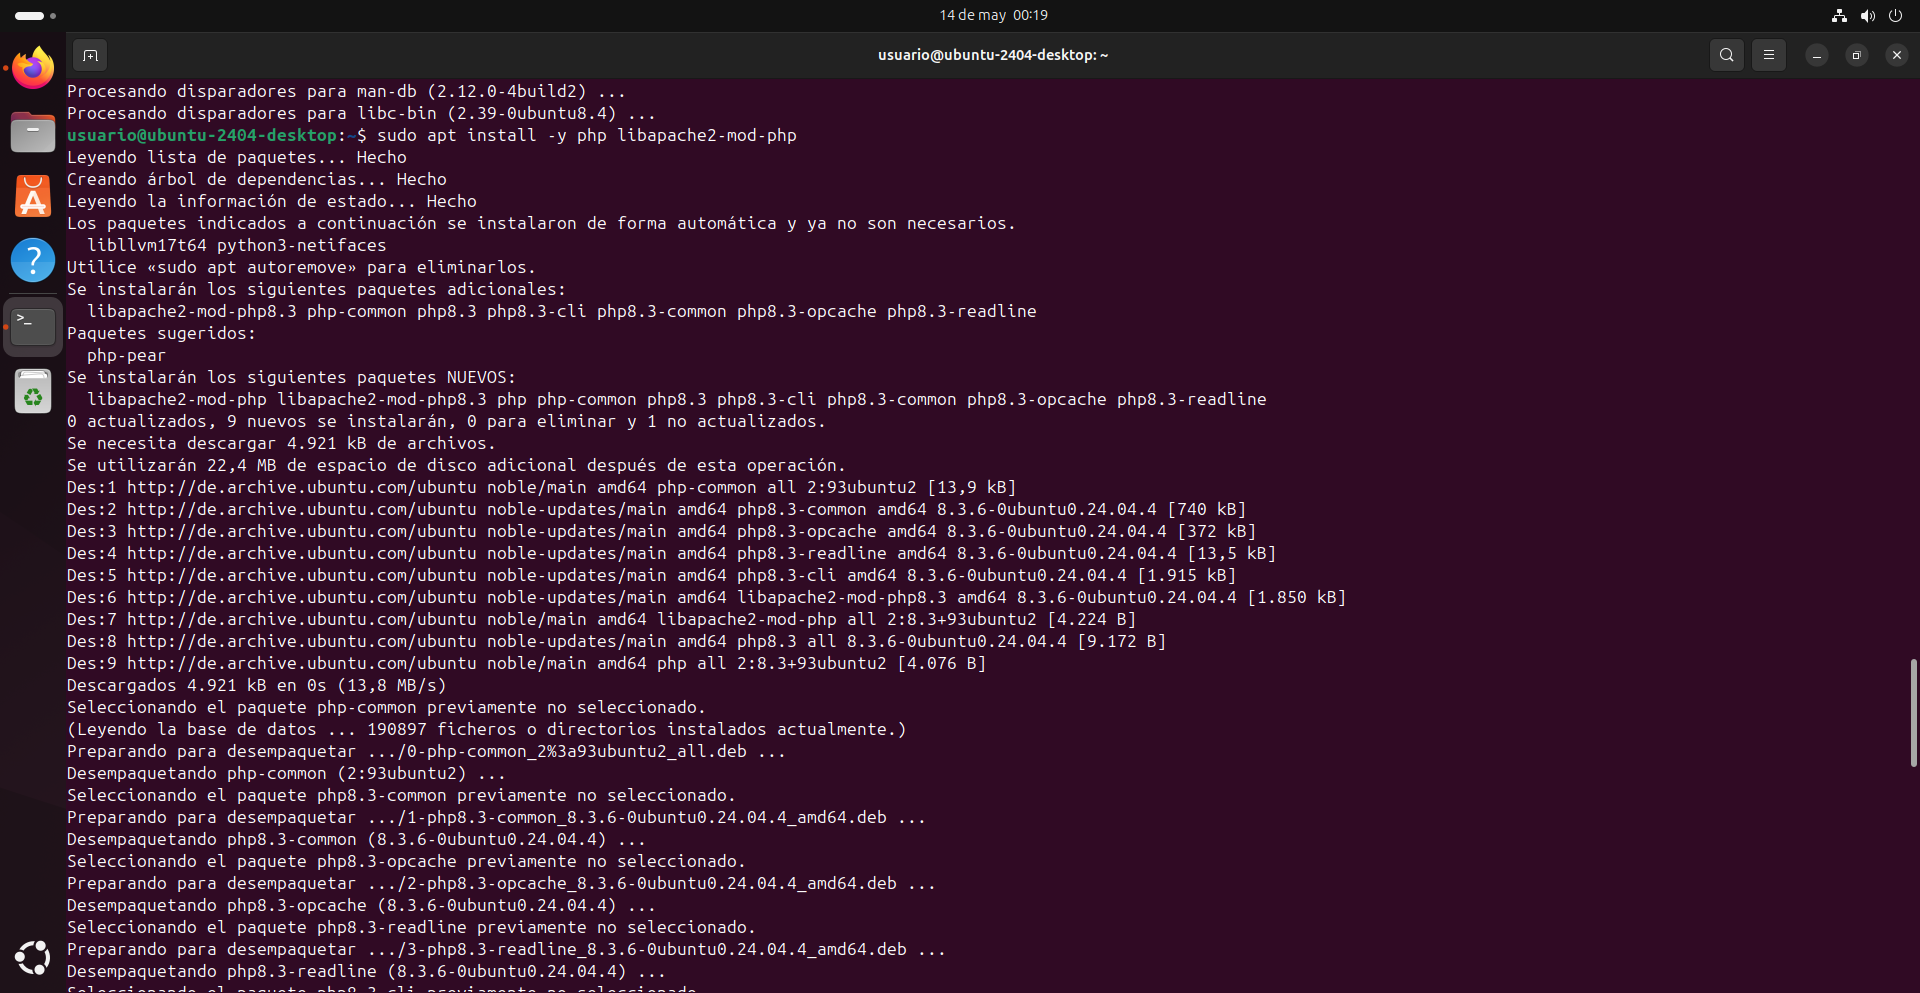 14 de may 00:19
usuario@ubuntu-2404-desktop: ~
Procesando disparadores para man-db (2.12.0-4build2) ...
Procesando disparadores para libc-bin (2.39-0ubuntu8.4) ...
usuario@ubuntu-2404-desktop:~$ sudo apt install -y php libapache2-mod-php
Leyendo lista de paquetes... Hecho
Creando árbol de dependencias... Hecho
Leyendo la información de estado... Hecho
Los paquetes indicados a continuación se instalaron de forma automática y ya no son necesarios.
  libllvm17t64 python3-netifaces
Utilice «sudo apt autoremove» para eliminarlos.
Se instalarán los siguientes paquetes adicionales:
  libapache2-mod-php8.3 php-common php8.3 php8.3-cli php8.3-common php8.3-opcache php8.3-readline
Paquetes sugeridos:
  php-pear
Se instalarán los siguientes paquetes NUEVOS:
  libapache2-mod-php libapache2-mod-php8.3 php php-common php8.3 php8.3-cli php8.3-common php8.3-opcache php8.3-readline
0 actualizados, 9 nuevos se instalarán, 0 para eliminar y 1 no actualizados.
Se necesita descargar 4.921 kB de archivos.
Se utilizarán 22,4 MB de espacio de disco adicional después de esta operación.
Des:1 http://de.archive.ubuntu.com/ubuntu noble/main amd64 php-common all 2:93ubuntu2 [13,9 kB]
Des:2 http://de.archive.ubuntu.com/ubuntu noble-updates/main amd64 php8.3-common amd64 8.3.6-0ubuntu0.24.04.4 [740 kB]
Des:3 http://de.archive.ubuntu.com/ubuntu noble-updates/main amd64 php8.3-opcache amd64 8.3.6-0ubuntu0.24.04.4 [372 kB]
Des:4 http://de.archive.ubuntu.com/ubuntu noble-updates/main amd64 php8.3-readline amd64 8.3.6-0ubuntu0.24.04.4 [13,5 kB]
Des:5 http://de.archive.ubuntu.com/ubuntu noble-updates/main amd64 php8.3-cli amd64 8.3.6-0ubuntu0.24.04.4 [1.915 kB]
Des:6 http://de.archive.ubuntu.com/ubuntu noble-updates/main amd64 libapache2-mod-php8.3 amd64 8.3.6-0ubuntu0.24.04.4 [1.850 kB]
Des:7 http://de.archive.ubuntu.com/ubuntu noble/main amd64 libapache2-mod-php all 2:8.3+93ubuntu2 [4.224 B]
Des:8 http://de.archive.ubuntu.com/ubuntu noble-updates/main amd64 php8.3 all 8.3.6-0ubuntu0.24.04.4 [9.172 B]
Des:9 http://de.archive.ubuntu.com/ubuntu noble/main amd64 php all 2:8.3+93ubuntu2 [4.076 B]
Descargados 4.921 kB en 0s (13,8 MB/s)
Seleccionando el paquete php-common previamente no seleccionado.
(Leyendo la base de datos ... 190897 ficheros o directorios instalados actualmente.)
Preparando para desempaquetar .../0-php-common_2%3a93ubuntu2_all.deb ...
Desempaquetando php-common (2:93ubuntu2) ...
Seleccionando el paquete php8.3-common previamente no seleccionado.
Preparando para desempaquetar .../1-php8.3-common_8.3.6-0ubuntu0.24.04.4_amd64.deb ...
Desempaquetando php8.3-common (8.3.6-0ubuntu0.24.04.4) ...
Seleccionando el paquete php8.3-opcache previamente no seleccionado.
Preparando para desempaquetar .../2-php8.3-opcache_8.3.6-0ubuntu0.24.04.4_amd64.deb ...
Desempaquetando php8.3-opcache (8.3.6-0ubuntu0.24.04.4) ...
Seleccionando el paquete php8.3-readline previamente no seleccionado.
Preparando para desempaquetar .../3-php8.3-readline_8.3.6-0ubuntu0.24.04.4_amd64.deb ...
Desempaquetando php8.3-readline (8.3.6-0ubuntu0.24.04.4) ...
Seleccionando el paquete php8.3-cli previamente no seleccionado.